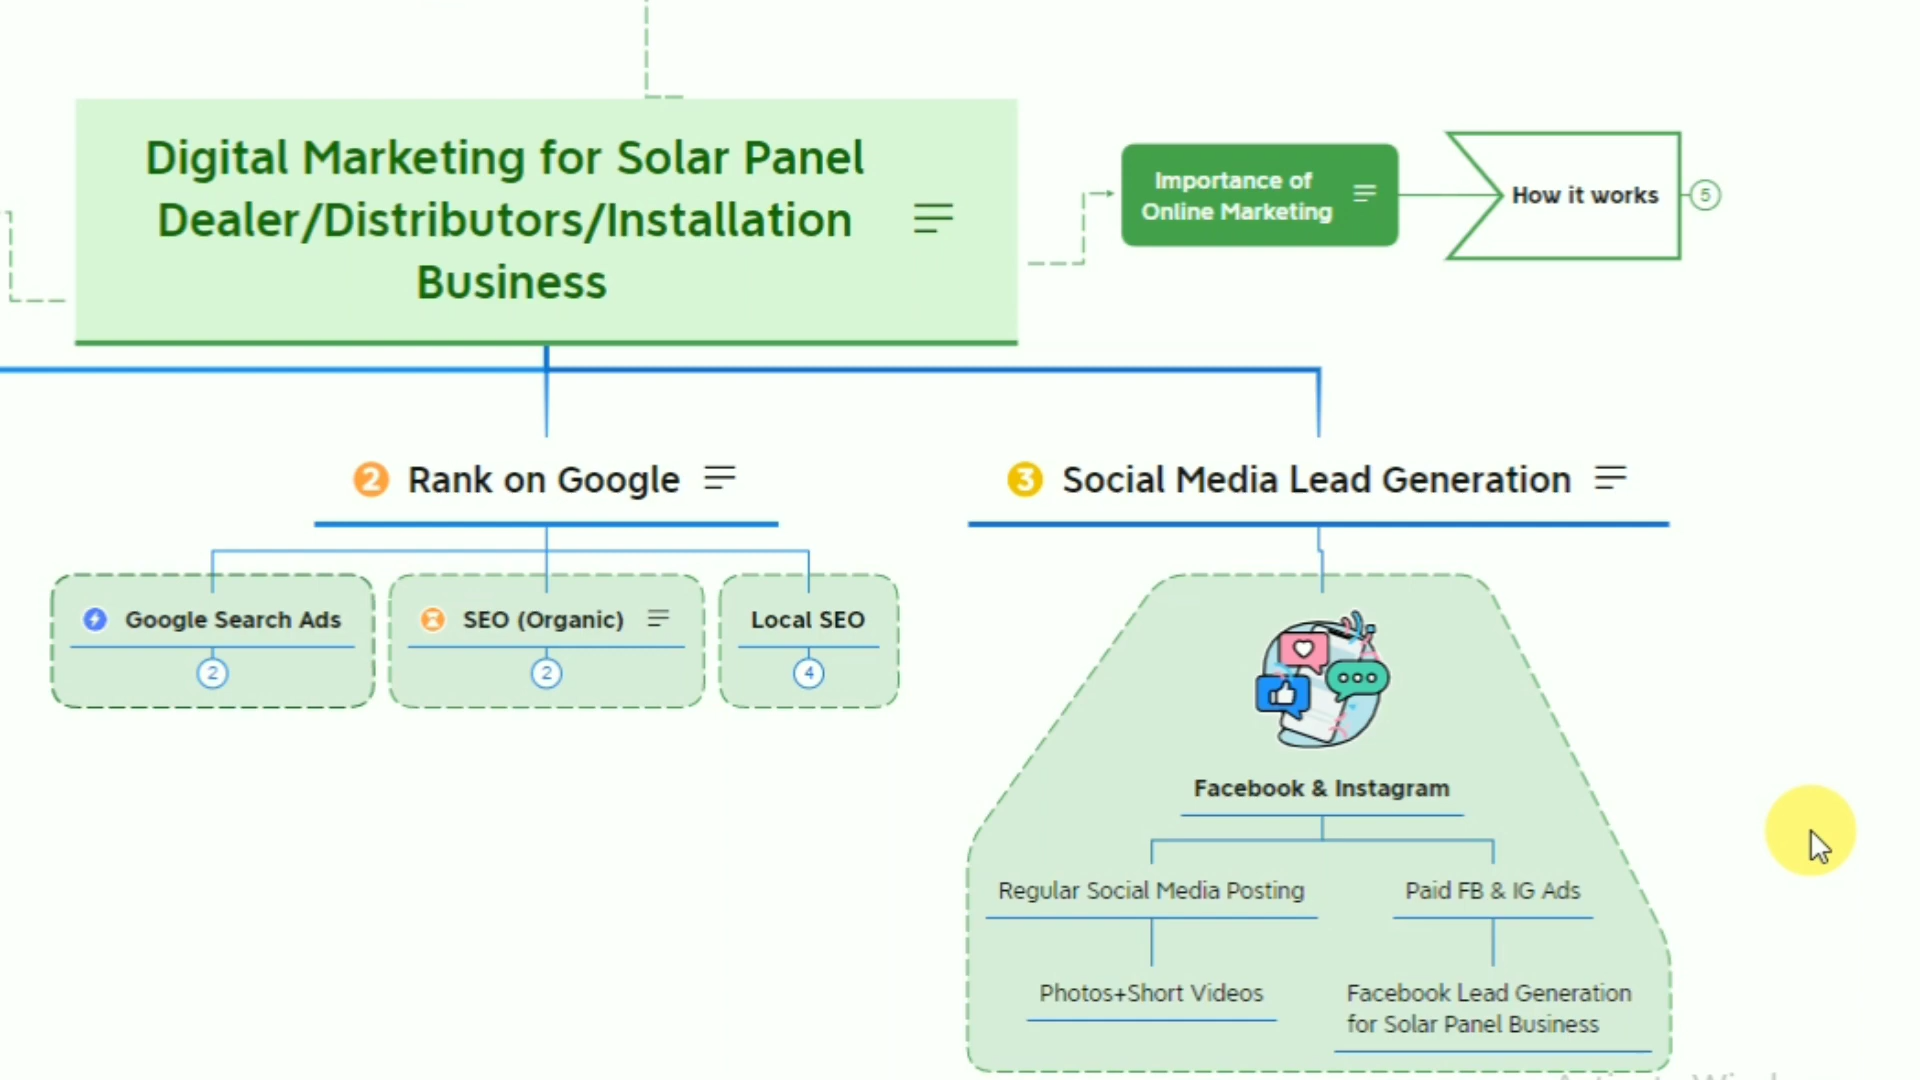 Digital Marketing for Solar Panel
Dealer/Distributors/Installation
Business
Importance of
Online Marketing
How it works
5
2 Rank on Google
3 Social Media Lead Generation
Google Search Ads
2
SEO (Organic)
2
Local SEO
4
Facebook & Instagram
Regular Social Media Posting
Paid FB & IG Ads
Photos+Short Videos
Facebook Lead Generation
for Solar Panel Business